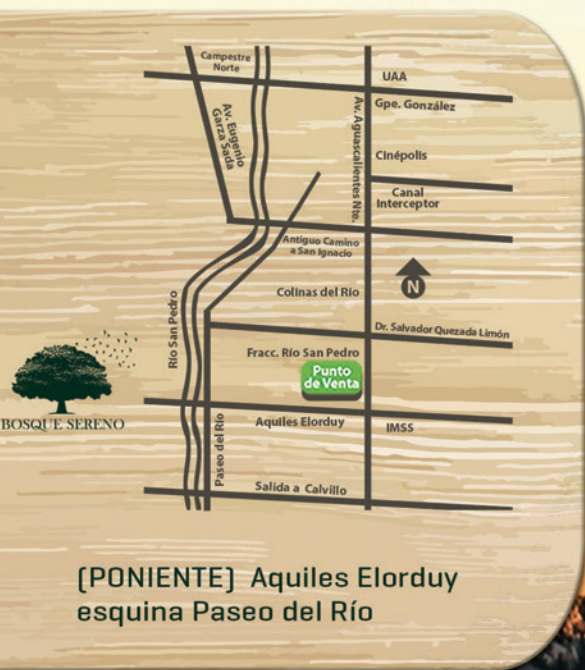 Campestre
Norte
UAA
Gpe. González
Av. Eugenio
Garza Sada
Av. Aguascalientes Nte.
Cinépolis
Canal
Interceptor
Antiguo Camino
a San Ignacio
N
Colinas del Río
Río San Pedro
Dr. Salvador Quezada Limón
Fracc. Río San Pedro
Punto
de Venta
BOSQUE SERENO
Aquiles Elorduy
IMSS
Paseo del Río
Salida a Calvillo
(PONIENTE) Aquiles Elorduy
esquina Paseo del Río